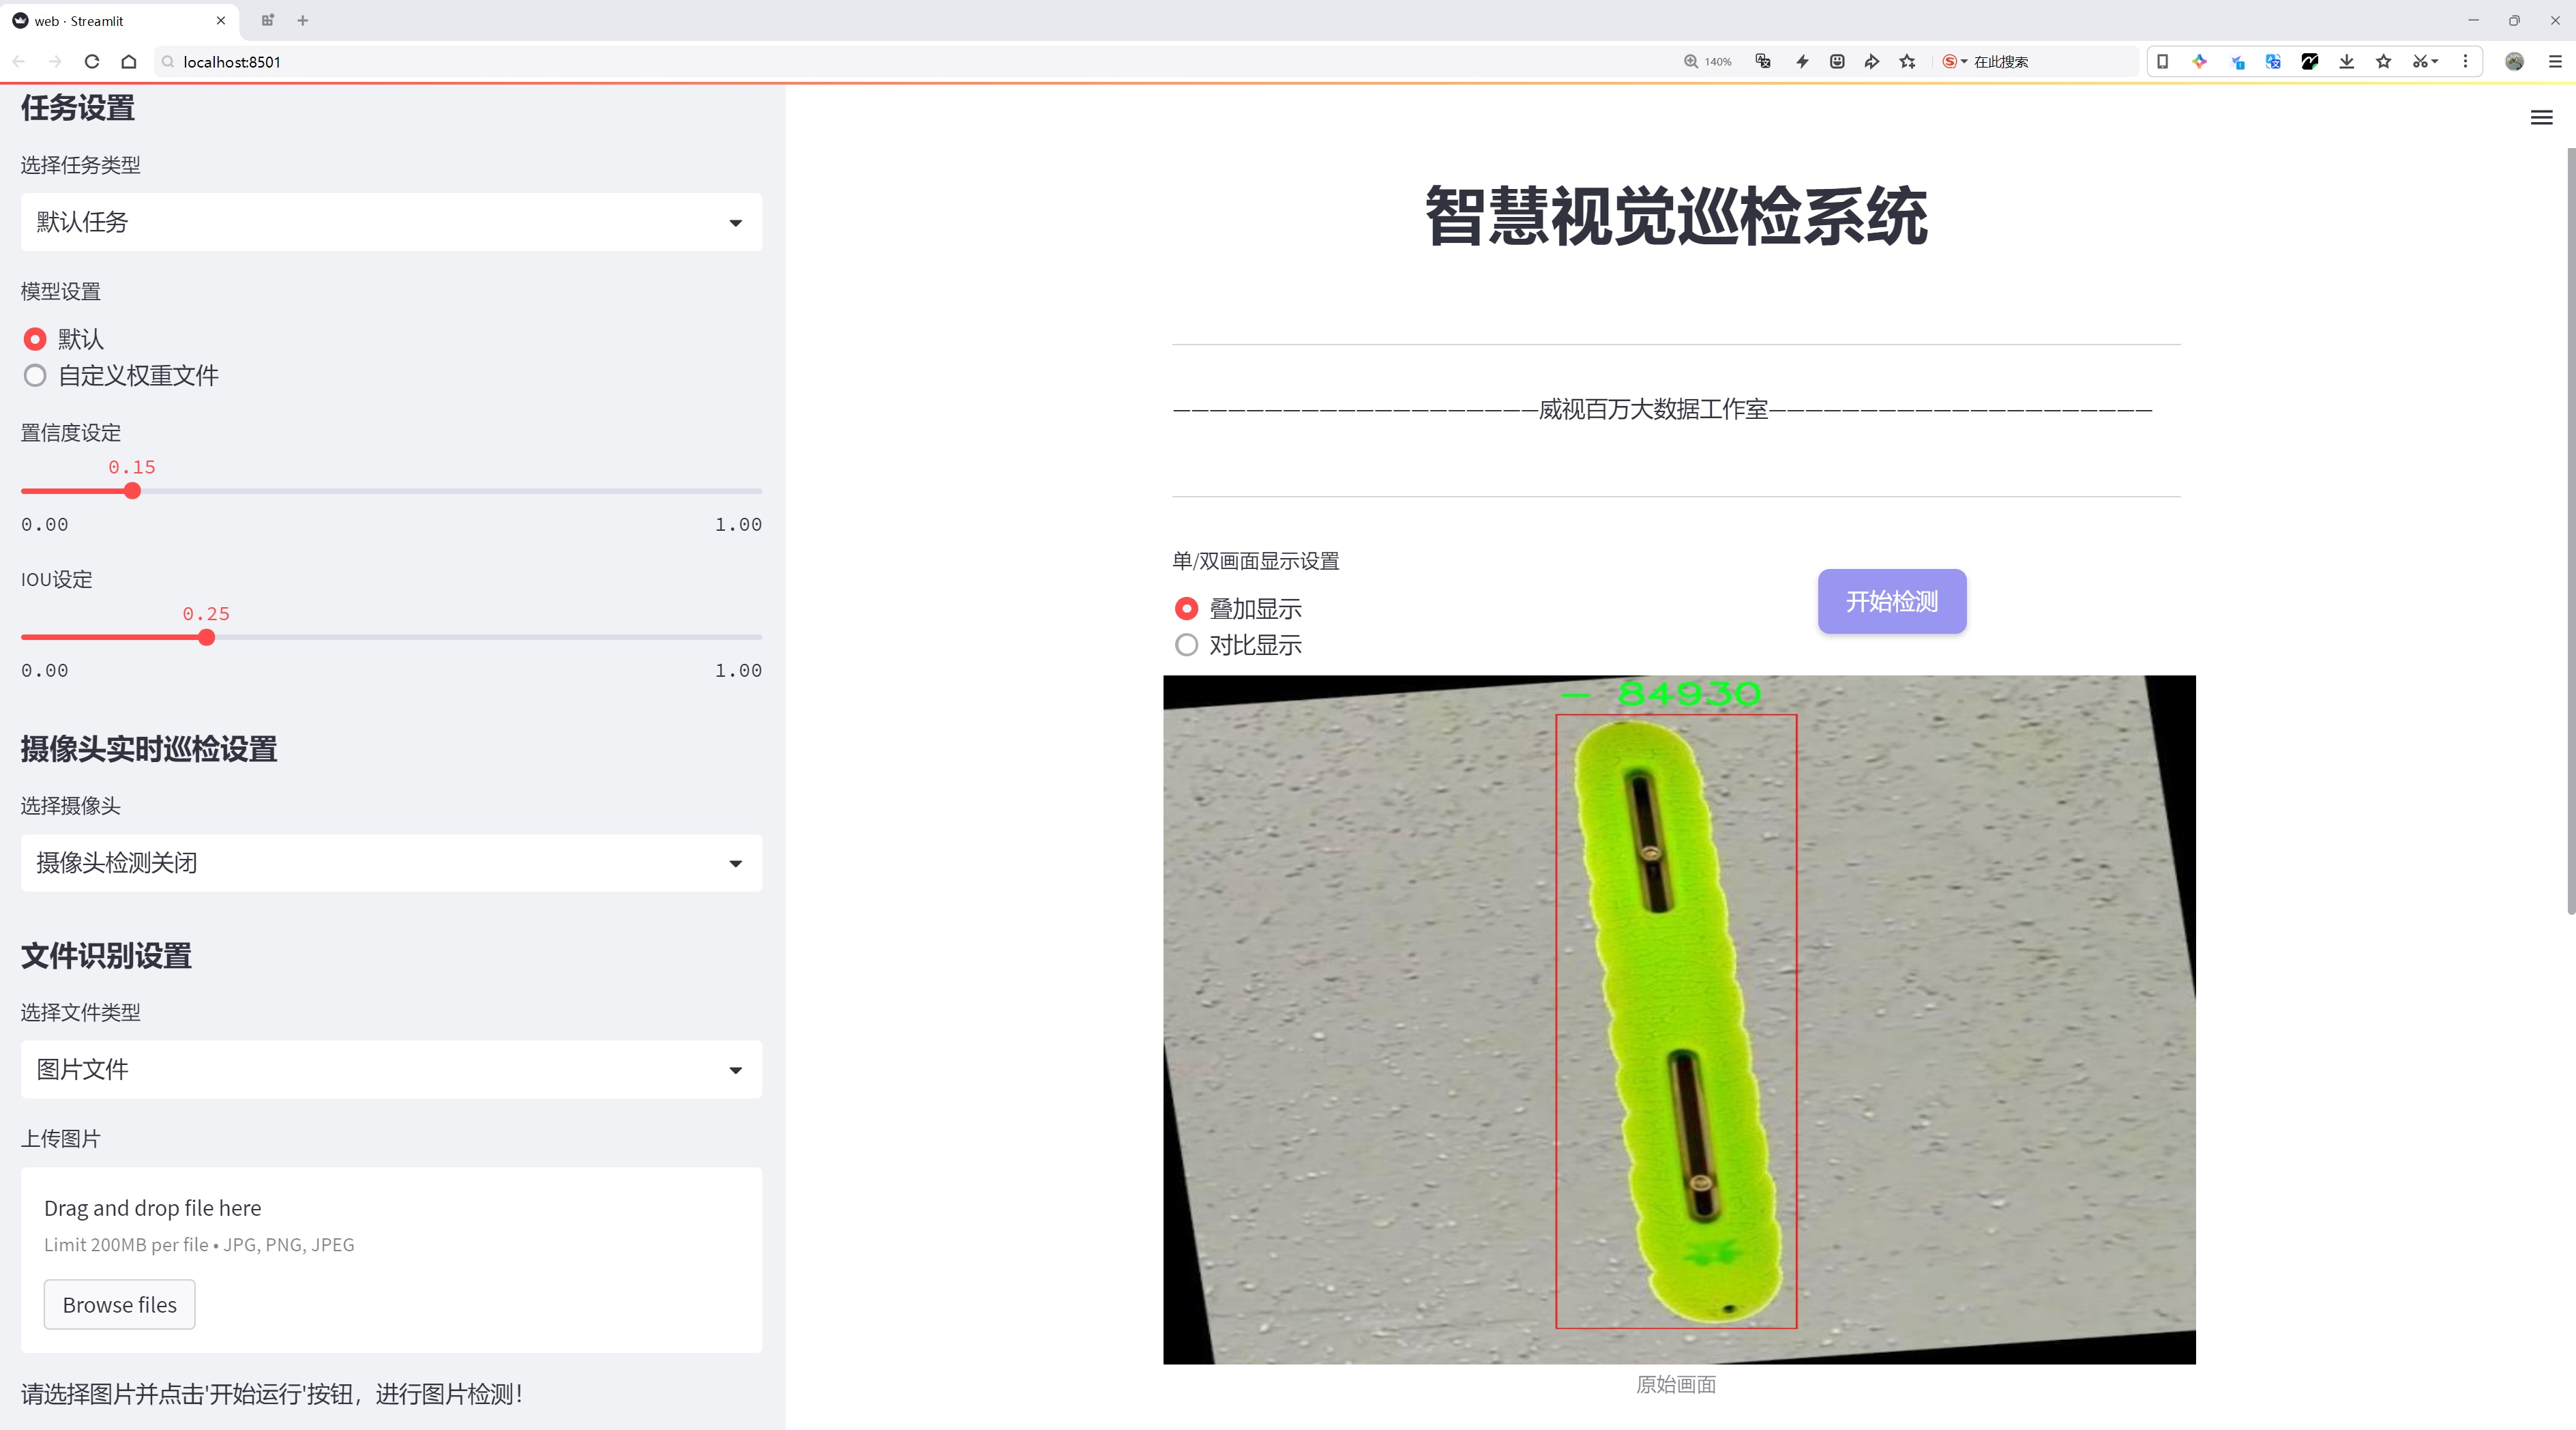 web · Streamlit
localhost:8501
140%
在此搜索
任务设置
选择任务类型
默认任务
模型设置
默认
自定义权重文件
置信度设定
0.15
0.00
1.00
IOU设定
0.25
0.00
1.00
摄像头实时巡检设置
选择摄像头
摄像头检测关闭
文件识别设置
选择文件类型
图片文件
上传图片
Drag and drop file here
Limit 200MB per file • JPG, PNG, JPEG
Browse files
请选择图片并点击'开始运行'按钮，进行图片检测！
智慧视觉巡检系统
—————————————————————威视百万大数据工作室——————————————————————
单/双画面显示设置
叠加显示
对比显示
开始检测
— 84930
原始画面